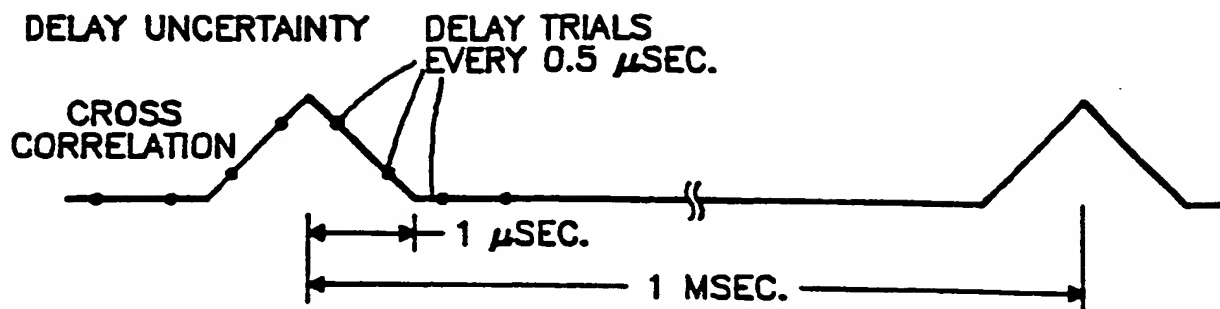 DELAY UNCERTAINTY
DELAY TRIALS
EVERY 0.5 μSEC.
CROSS
CORRELATION
1 μSEC.
1 MSEC.